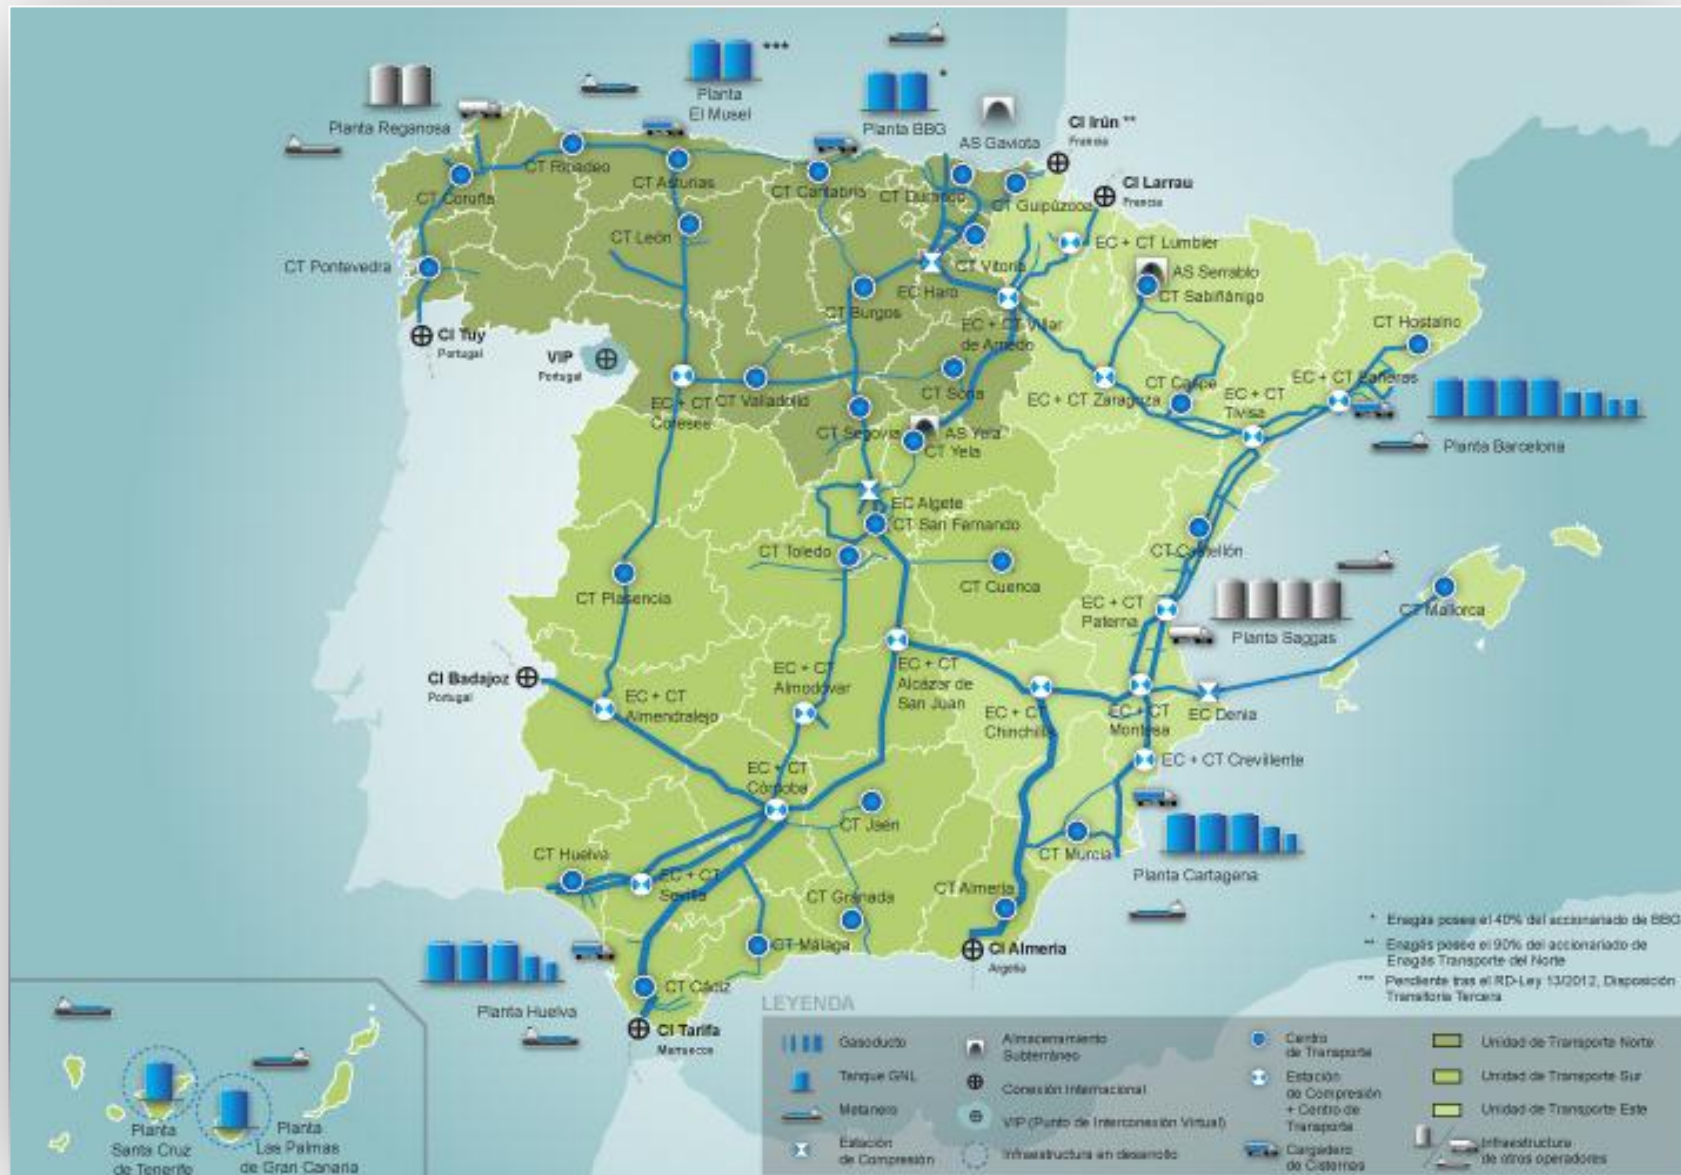 ***
Planta
El Musel
*
Planta BBG
Planta Reganosa
AS Gaviota
CI Irún **
Francia
CT Ribadeo
CT Asturias
CT Cantabria
CT Durango
CT Guipúzcoa
CI Larrau
Francia
CT Coruña
CT León
CT Vitoria
EC + CT Lumbier
CT Pontevedra
EC Haro
AS Serrablo
CT Sabiñánigo
CT Burgos
CI Tuy
Portugal
EC + CT Villar
de Arnedo
CT Hostalric
VIP
Portugal
CT Soria
EC + CT
Coreses
CT Valladolid
EC + CT Zaragoza
CT Caspe
EC + CT
Tivisa
EC + CT Bañeras
Planta Barcelona
CT Segovia
AS Yela
CT Yela
EC Algete
CT San Fernando
CT Toledo
CT Cuenca
CT Castellón
CT Plasencia
EC + CT
Paterna
Planta Saggas
CT Mallorca
CI Badajoz
Portugal
EC + CT
Almendralejo
EC + CT
Almodóvar
EC + CT
Alcázar de
San Juan
EC + CT
Chinchilla
EC + CT
Montesa
EC Denia
EC + CT Crevillente
EC + CT
Córdoba
CT Jaén
CT Murcia
Planta Cartagena
CT Huelva
EC + CT
Sevilla
CT Granada
CT Almería
CT Málaga
CI Almería
Argelia
Planta Huelva
CT Cádiz
CI Tarifa
Marruecos
* Enagás posee el 40% del accionariado de BBG
** Enagás posee el 90% del accionariado de
Enagás Transporte del Norte
*** Pendiente tras el RD-Ley 13/2012, Disposición
Transitoria Tercera
Planta
Santa Cruz
de Tenerife
Planta
Las Palmas
de Gran Canaria
LEYENDA
Gasoducto
Tanque GNL
Metanero
Estación
de Compresión
Almacenamiento
Subterráneo
Conexión Internacional
VIP (Punto de Interconexión Virtual)
Infraestructura en desarrollo
Centro
de Transporte
Estación
de Compresión
+ Centro de
Transporte
Cargadero
de Cisternas
Unidad de Transporte Norte
Unidad de Transporte Sur
Unidad de Transporte Este
Infraestructura
de otros operadores